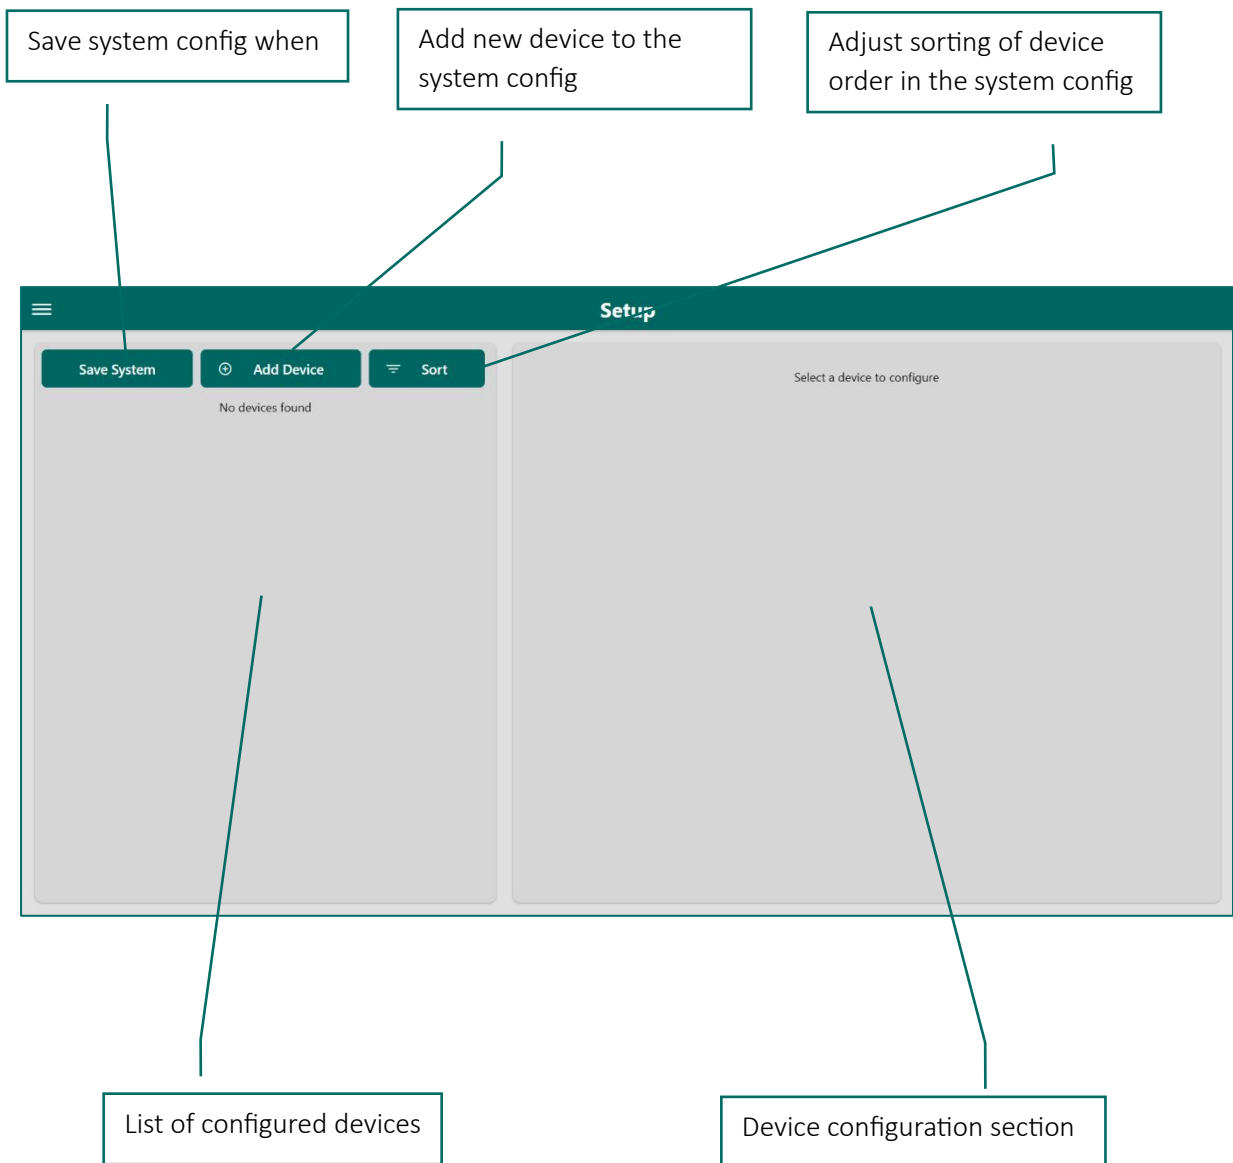 Save system config when
Add new device to the
system config
Adjust sorting of device
order in the system config
Setup
Save System
Add Device
Sort
No devices found
Select a device to configure
List of configured devices
Device configuration section